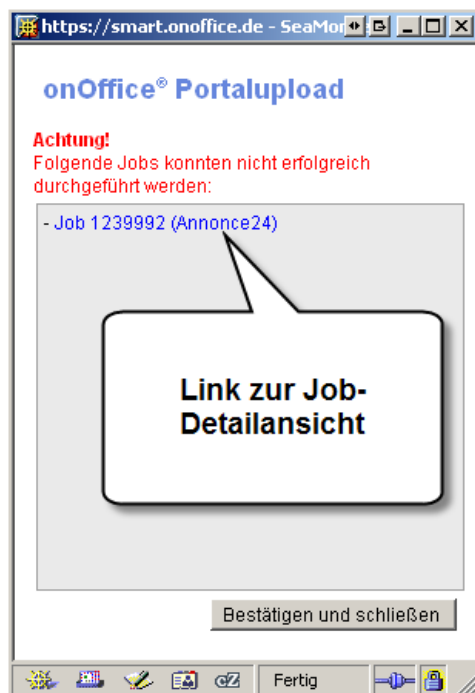 https://smart.onoffice.de - SeaMon
onOffice® Portalupload
Achtung!
Folgende Jobs konnten nicht erfolgreich
durchgeführt werden:
- Job 1239992 (Annonce24)
Link zur Job-
Detailansicht
Bestätigen und schließen
Fertig